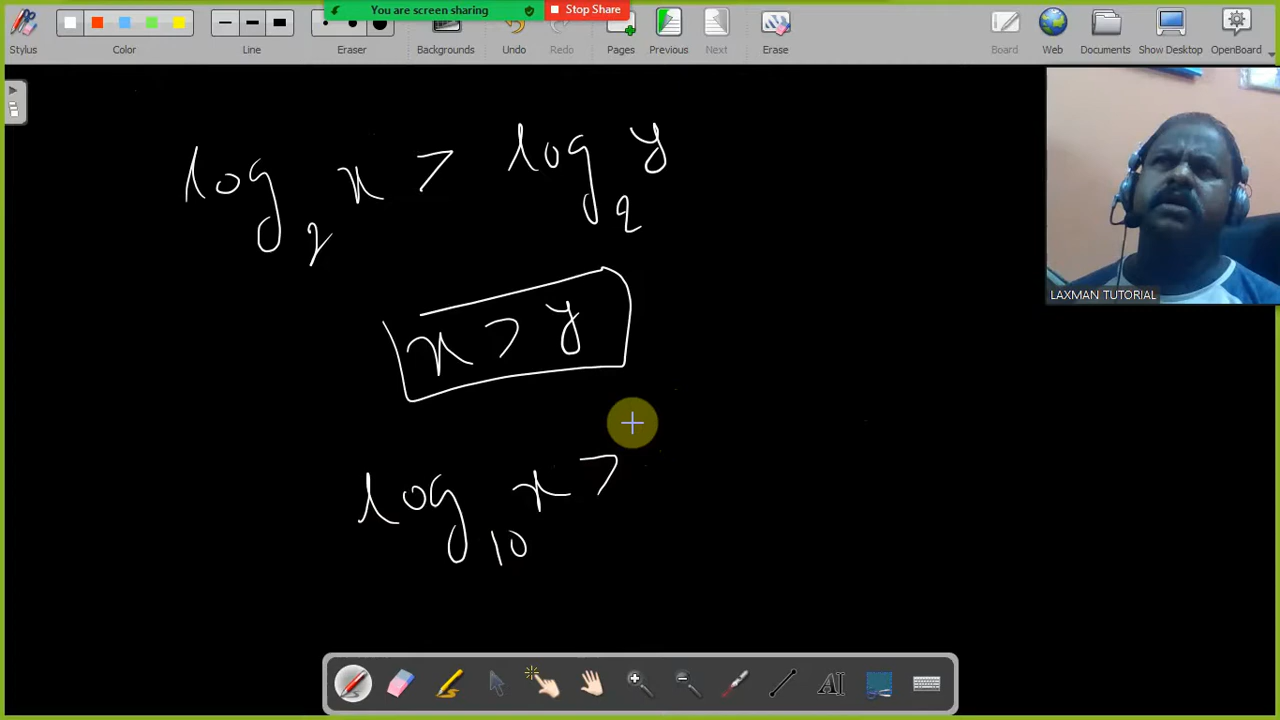 You are screen sharing Stop Share
Stylus Color Line Eraser Backgrounds Undo Redo Pages Previous Next Erase Board Web Documents Show Desktop OpenBoard
log₂ x > log₂ y
x > y
log₁₀ x >
LAXMAN TUTORIAL